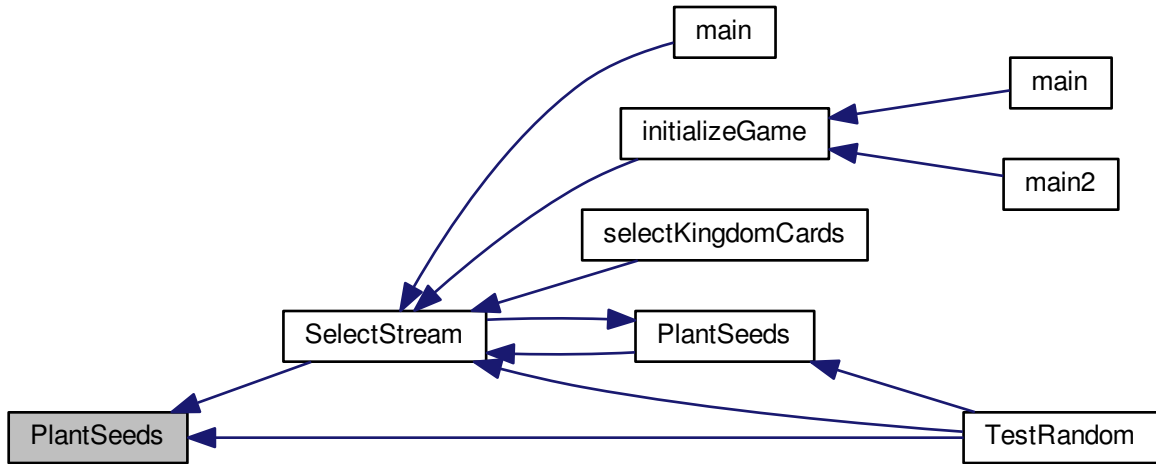 main
main
initializeGame
main2
selectKingdomCards
SelectStream
PlantSeeds
PlantSeeds
TestRandom